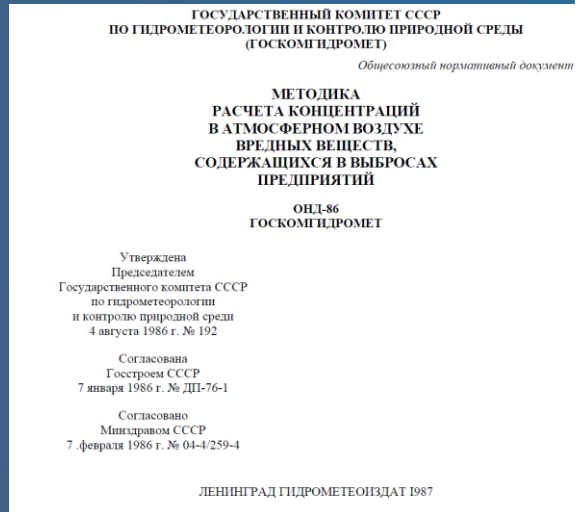 ГОСУДАРСТВЕННЫЙ КОМИТЕТ СССР
ПО ГИДРОМЕТЕОРОЛОГИИ И КОНТРОЛЮ ПРИРОДНОЙ СРЕДЫ
(ГОСКОМГИДРОМЕТ)
Общесоюзный нормативный документ
МЕТОДИКА
РАСЧЕТА КОНЦЕНТРАЦИЙ
В АТМОСФЕРНОМ ВОЗДУХЕ
ВРЕДНЫХ ВЕЩЕСТВ,
СОДЕРЖАЩИХСЯ В ВЫБРОСАХ
ПРЕДПРИЯТИЙ
ОНД-86
ГОСКОМГИДРОМЕТ
Утверждена
Председателем
Государственного комитета СССР
по гидрометеорологии
и контролю природной среди
4 августа 1986 г. № 192
Согласована
Госстроем СССР
7 января 1986 г. № ДП-76-1
Согласовано
Минздравом СССР
7 .февраля 1986 г. № 04-4/259-4
ЛЕНИНГРАД ГИДРОМЕТЕОИЗДАТ I987